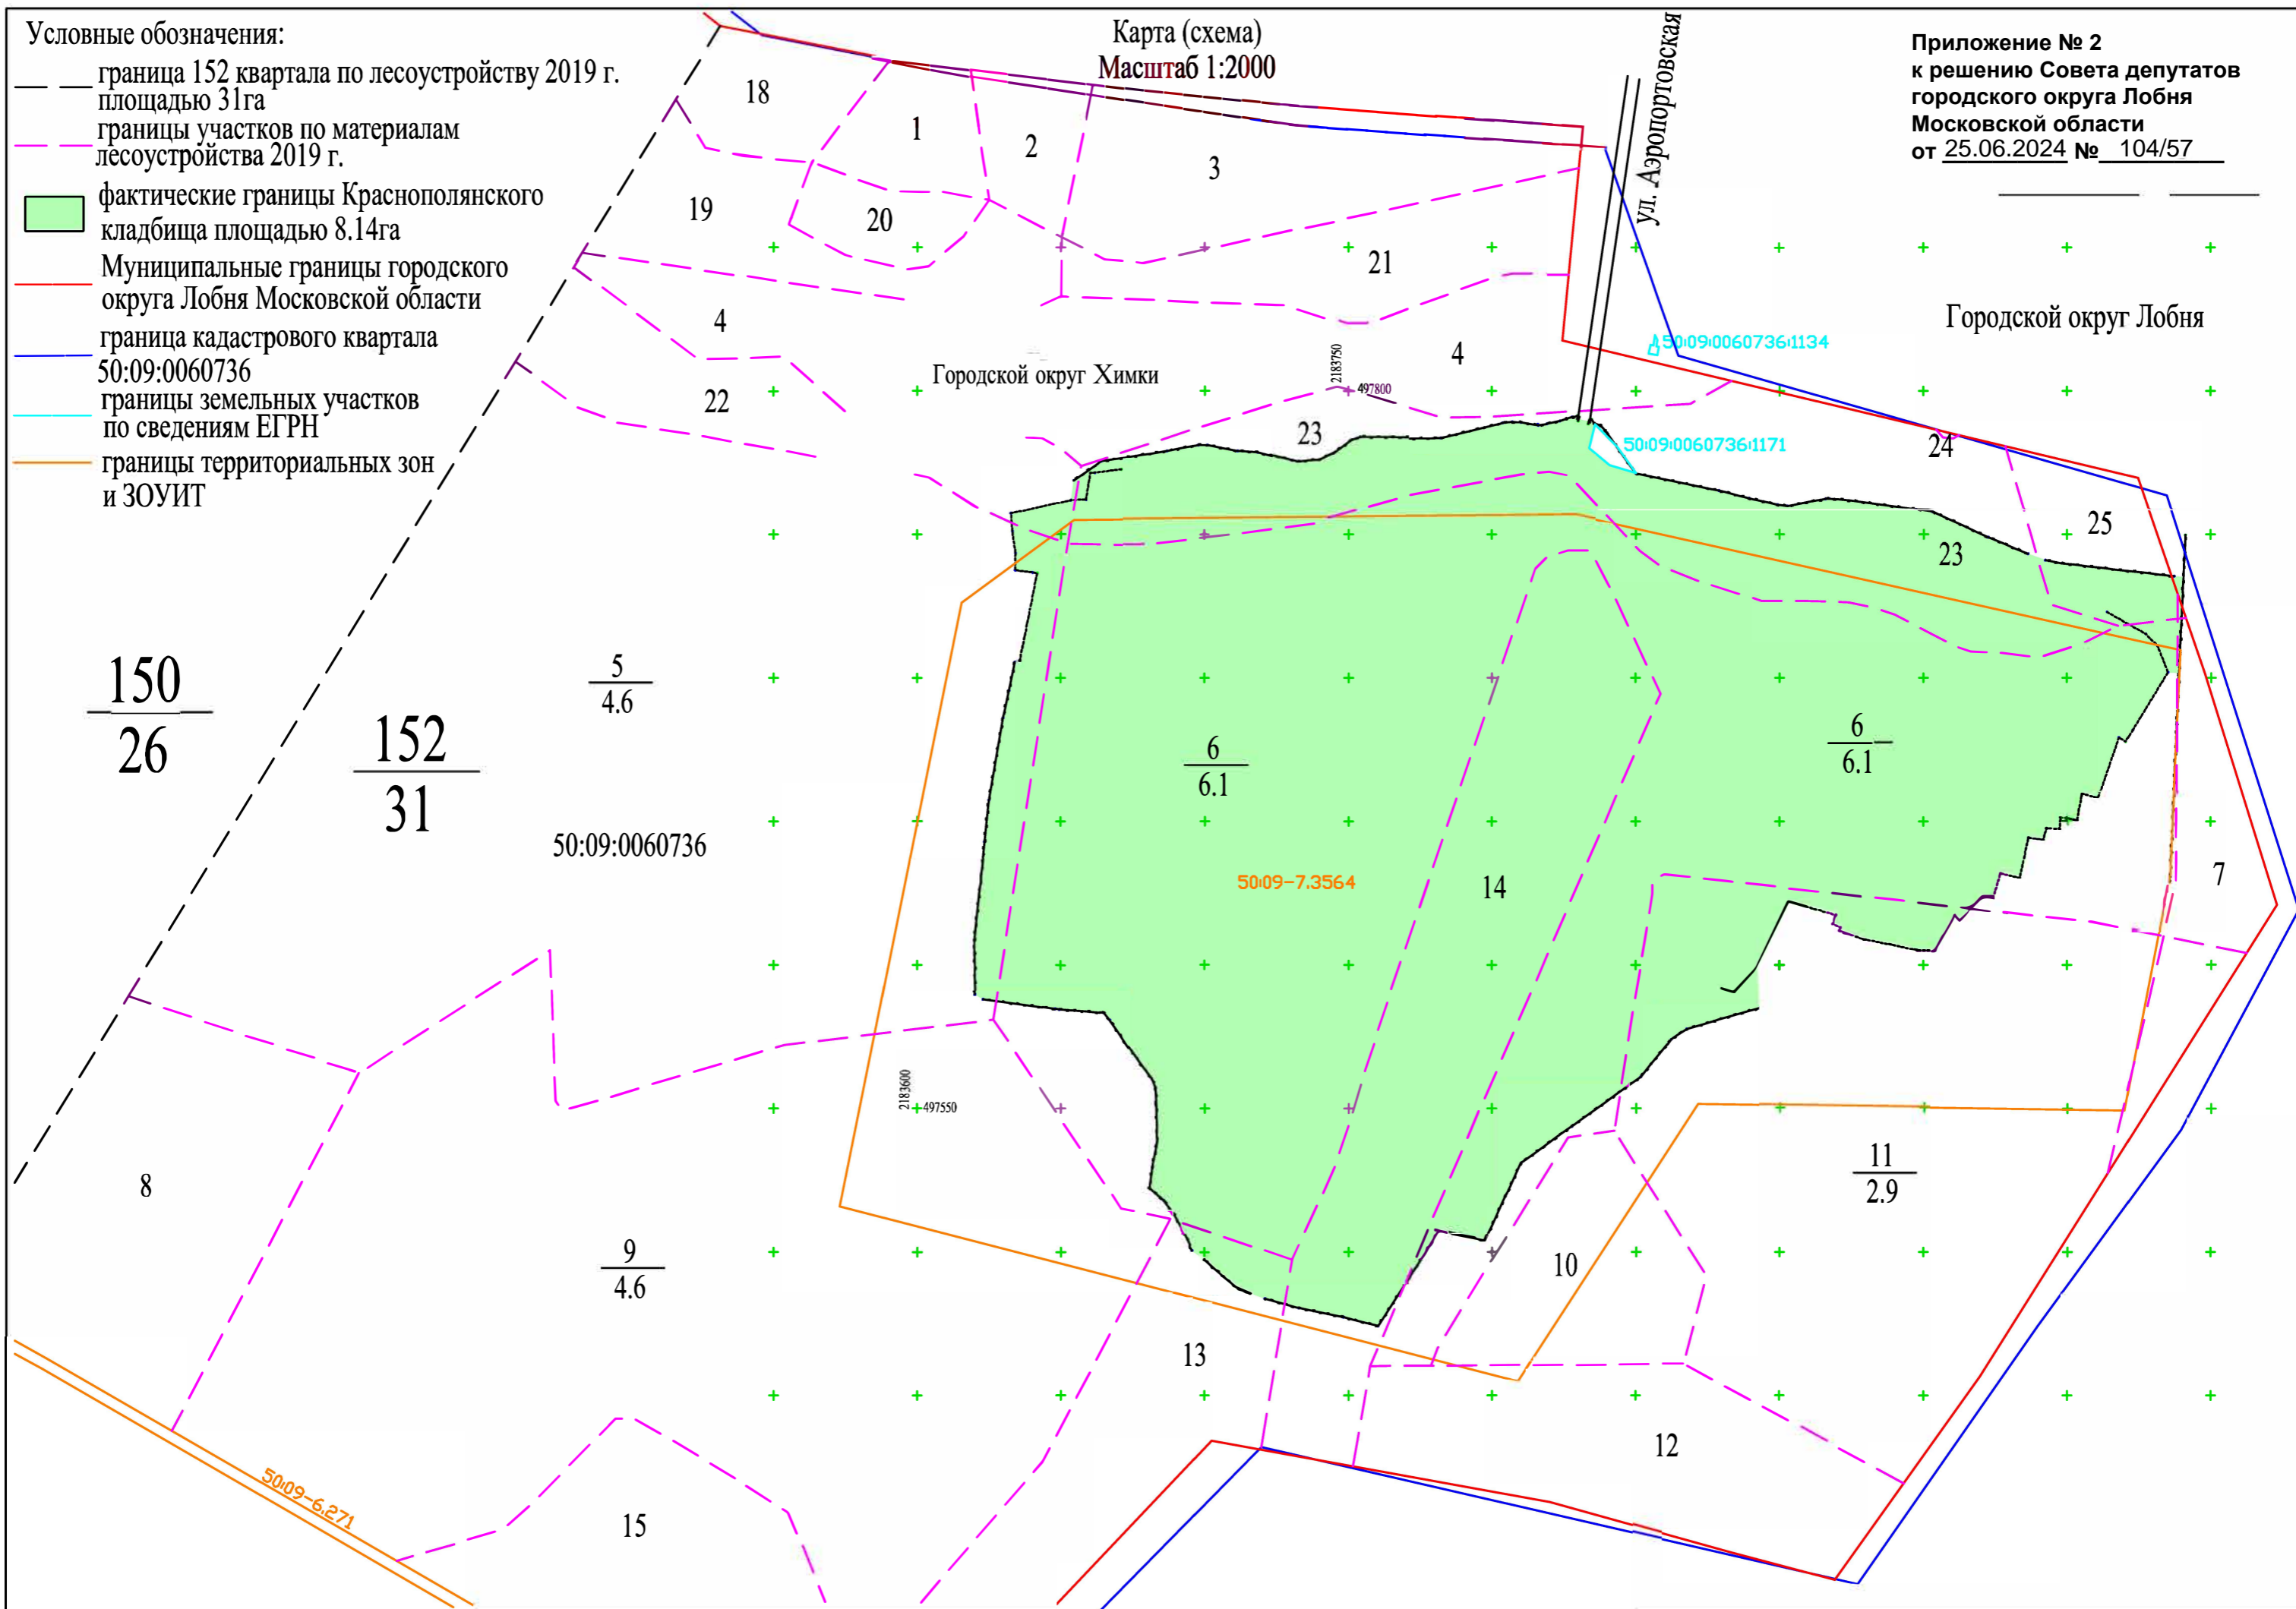 Условные обозначения:
граница 152 квартала по лесоустройству 2019 г.
площадью 31га
границы участков по материалам
лесоустройства 2019 г.
фактические границы Краснополянского
кладбища площадью 8.14га
Муниципальные границы городского
округа Лобня Московской области
граница кадастрового квартала
50:09:0060736
границы земельных участков
по сведениям ЕГРН
границы территориальных зон
и ЗОУИТ
Карта (схема)
Масштаб 1:2000
ул. Аэропортовская
Приложение № 2
к решению Совета депутатов
городского округа Лобня
Московской области
от 25.06.2024 № 104/57
18
1
2
3
19
20
21
4
4
22
Городской округ Химки
2183750
497800
Городской округ Лобня
50:09:0060736:1134
23
50:09:0060736:1171
24
25
23
150
26
152
31
5
4.6
50:09:0060736
6
6.1
6
6.1
50:09-7.3564
14
7
2183600
497550
8
9
4.6
10
11
2.9
13
12
15
50:09-6.271